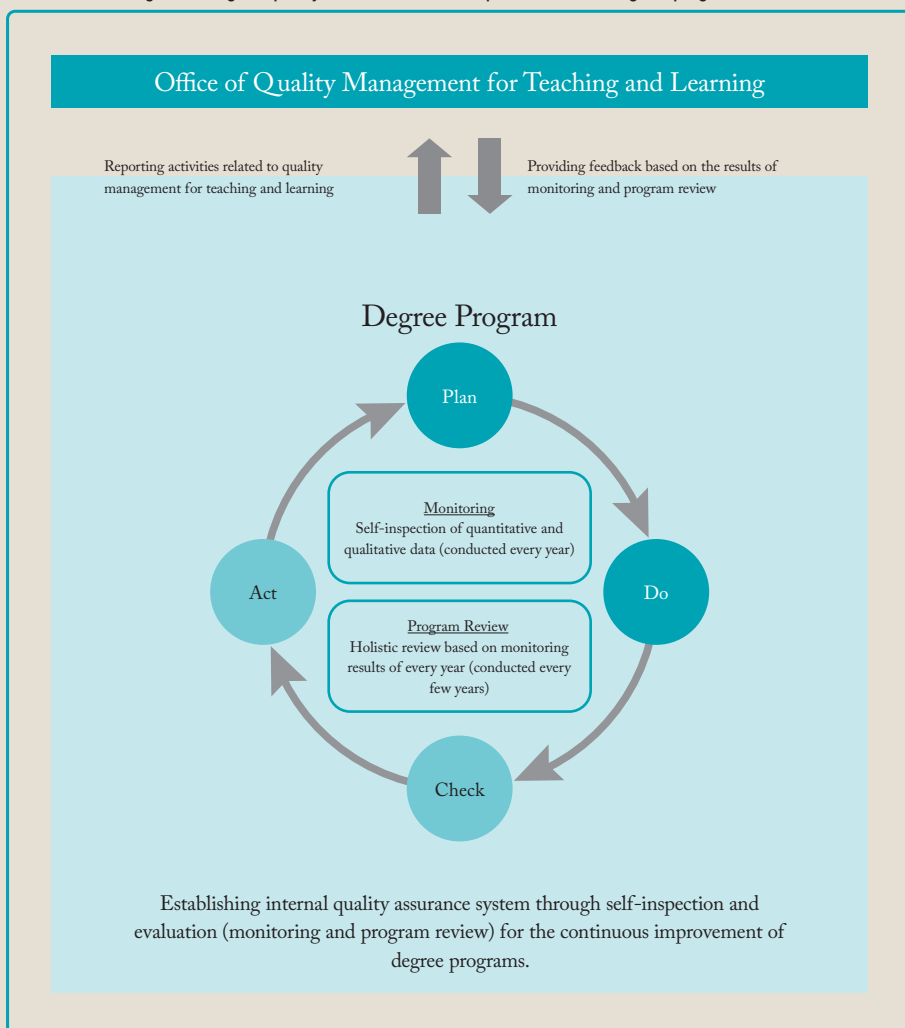 Office of Quality Management for Teaching and Learning
Reporting activities related to quality
management for teaching and learning
Providing feedback based on the results of
monitoring and program review
Degree Program
Plan
Monitoring
Self-inspection of quantitative and
qualitative data (conducted every year)
Act
Do
Program Review
Holistic review based on monitoring
results of every year (conducted every
few years)
Check
Establishing internal quality assurance system through self-inspection and
evaluation (monitoring and program review) for the continuous improvement of
degree programs.